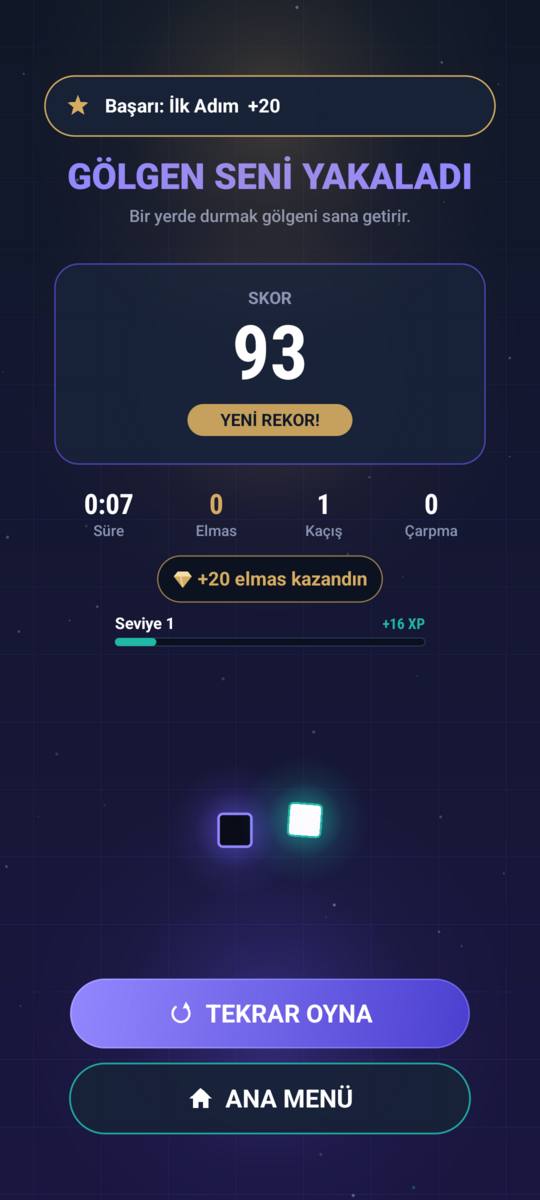 Başarı: İlk Adım +20
GÖLGEN SENİ YAKALADI
Bir yerde durmak gölgeni sana getirir.
SKOR
93
YENİ REKOR!
0:07 0 1 0
Süre Elmas Kaçış Çarpma
+20 elmas kazandın
Seviye 1 +16 XP
TEKRAR OYNA
ANA MENÜ